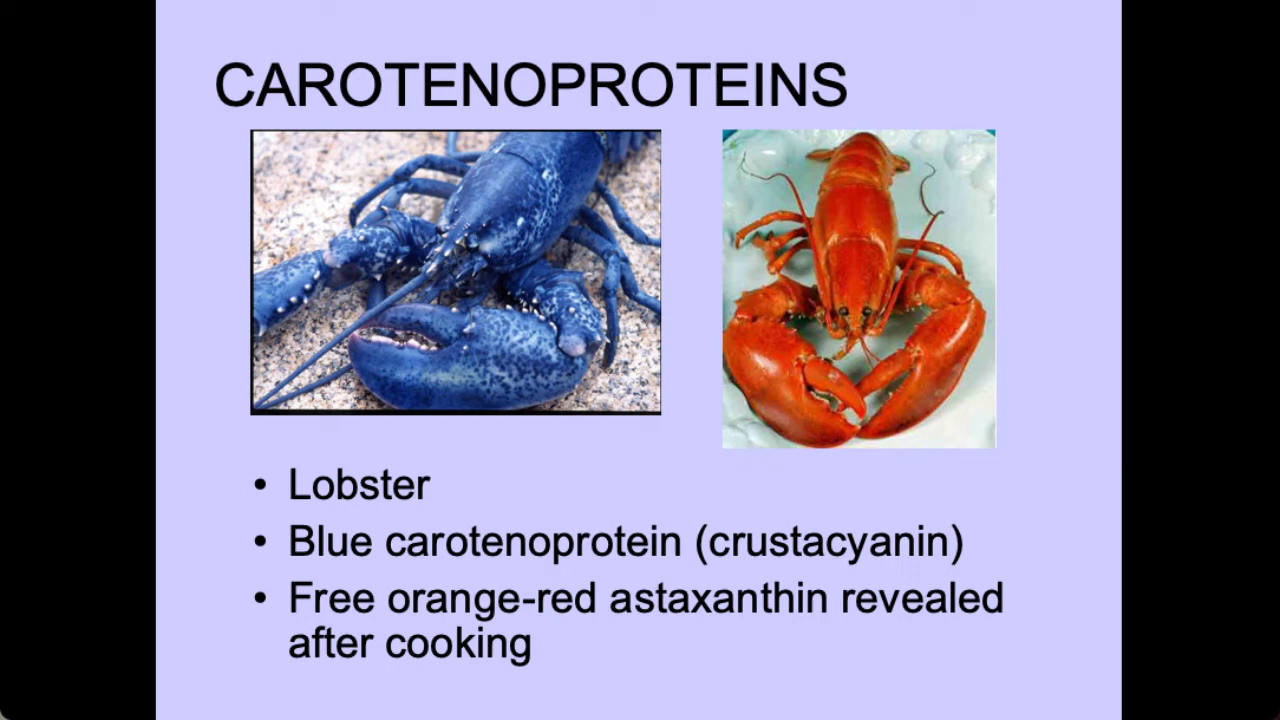 CAROTENOPROTEINS
• Lobster
• Blue carotenoprotein (crustacyanin)
• Free orange-red astaxanthin revealed
after cooking